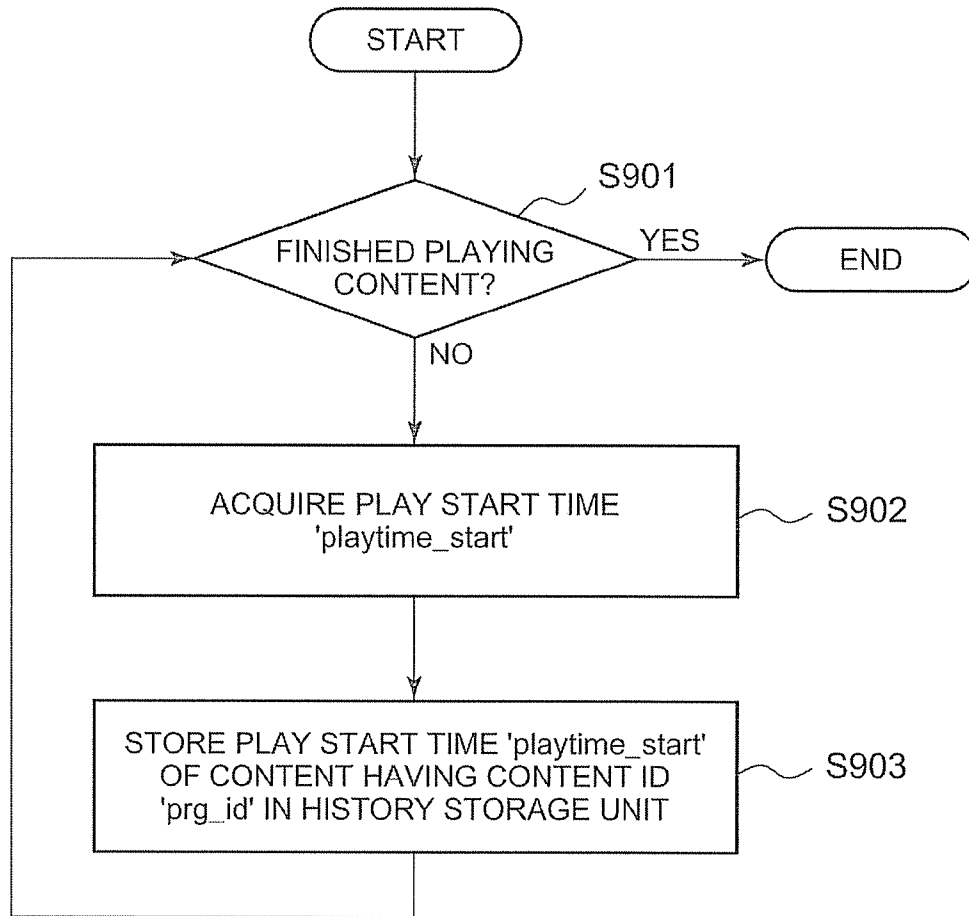 START
S901
FINISHED PLAYING
CONTENT?
YES
END
NO
ACQUIRE PLAY START TIME
'playtime_start'
S902
STORE PLAY START TIME 'playtime_start'
OF CONTENT HAVING CONTENT ID
'prg_id' IN HISTORY STORAGE UNIT
S903